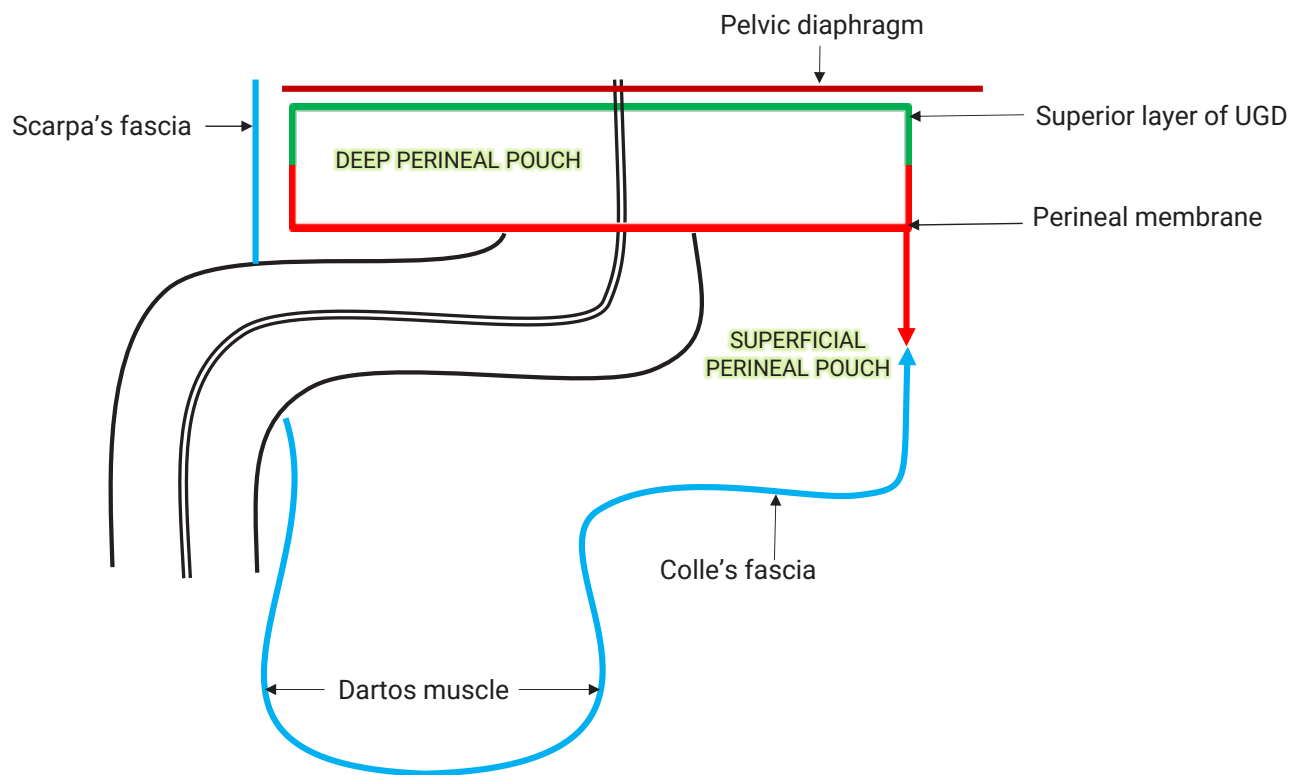 Pelvic diaphragm
Scarpa's fascia
Superior layer of UGD
DEEP PERINEAL POUCH
Perineal membrane
SUPERFICIAL
PERINEAL POUCH
Colle's fascia
Dartos muscle